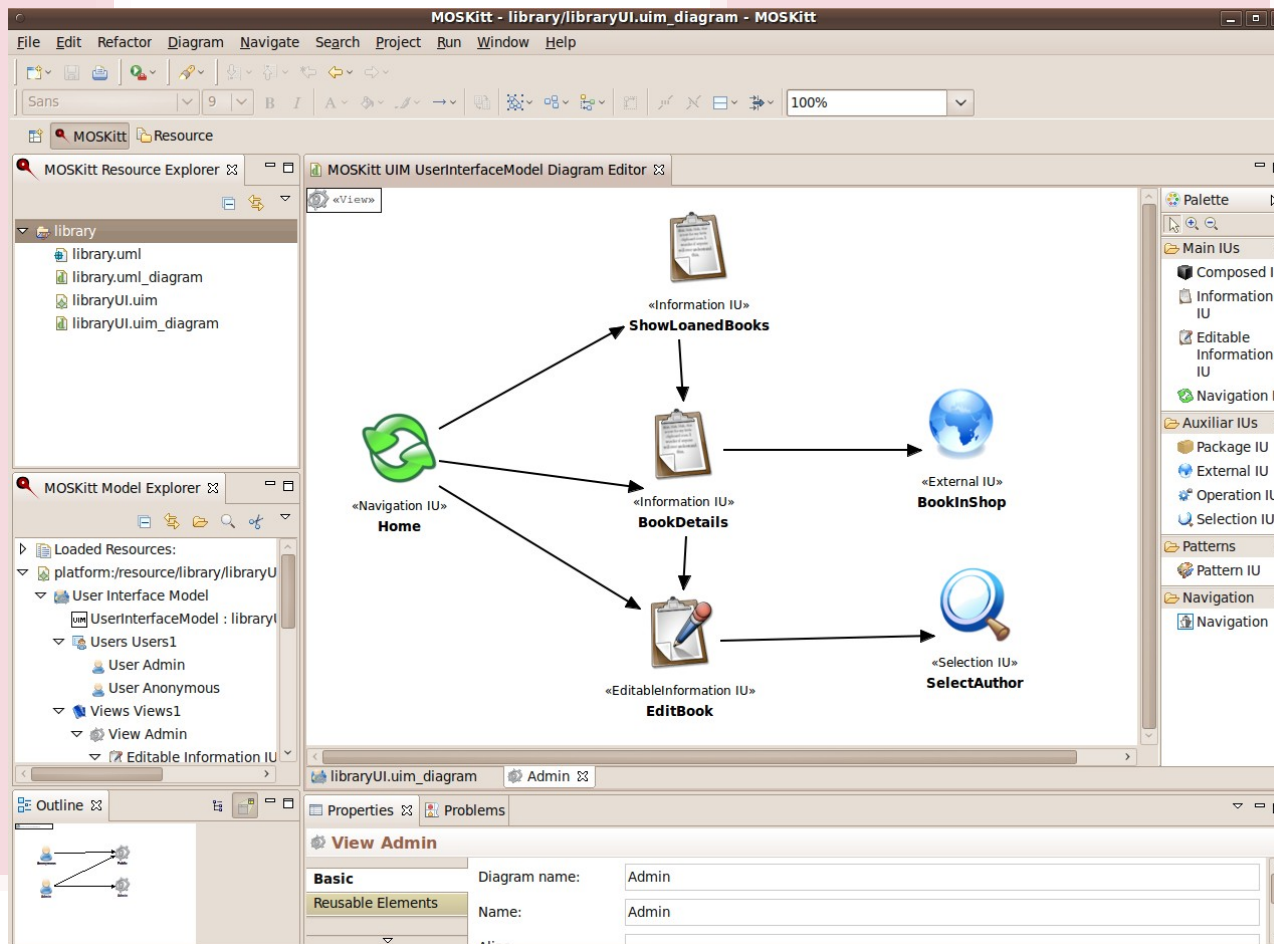 MOSKitt - library/libraryUI.uim_diagram - MOSKitt
File Edit Refactor Diagram Navigate Search Project Run Window Help
Sans 9 B I A 100%
MOSKitt Resource
MOSKitt Resource Explorer
library
library.uml
library.uml_diagram
libraryUI.uim
libraryUI.uim_diagram
MOSKitt Model Explorer
Loaded Resources:
platform:/resource/library/libraryU
User Interface Model
UIM UserInterfaceModel : libraryU
Users Users1
User Admin
User Anonymous
Views Views1
View Admin
Editable Information IU
Outline
MOSKitt UIM UserInterfaceModel Diagram Editor
«View»
«Information IU»
ShowLoanedBooks
«Navigation IU»
Home
«Information IU»
BookDetails
«External IU»
BookInShop
«EditableInformation IU»
EditBook
«Selection IU»
SelectAuthor
libraryUI.uim_diagram Admin
Palette
Main IUs
Composed I
Information
IU
Editable
Information
IU
Navigation I
Auxiliar IUs
Package IU
External IU
Operation IU
Selection IU
Patterns
Pattern IU
Navigation
Navigation
Properties Problems
View Admin
Basic
Reusable Elements
Diagram name: Admin
Name: Admin